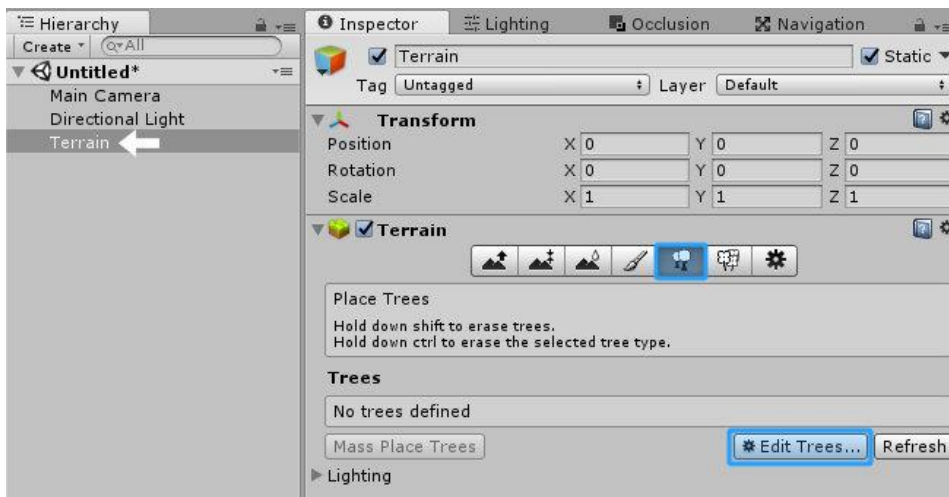 Hierarchy
Create
All
Untitled*
Main Camera
Directional Light
Terrain
Inspector Lighting Occlusion Navigation
Terrain Static
Tag Untagged Layer Default
Transform
Position X 0 Y 0 Z 0
Rotation X 0 Y 0 Z 0
Scale X 1 Y 1 Z 1
Terrain
Place Trees
Hold down shift to erase trees.
Hold down ctrl to erase the selected tree type.
Trees
No trees defined
Mass Place Trees Edit Trees... Refresh
Lighting